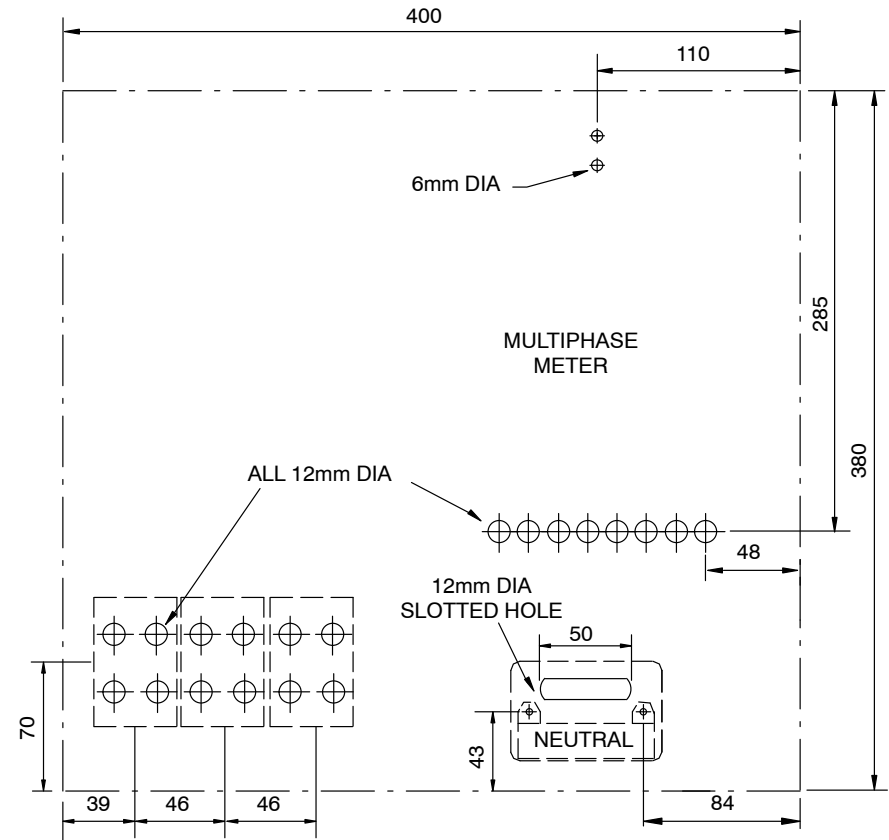 400
110
6mm DIA
285
MULTIPHASE
METER
380
ALL 12mm DIA
48
12mm DIA
SLOTTED HOLE
50
70
43
NEUTRAL
39
46
46
84